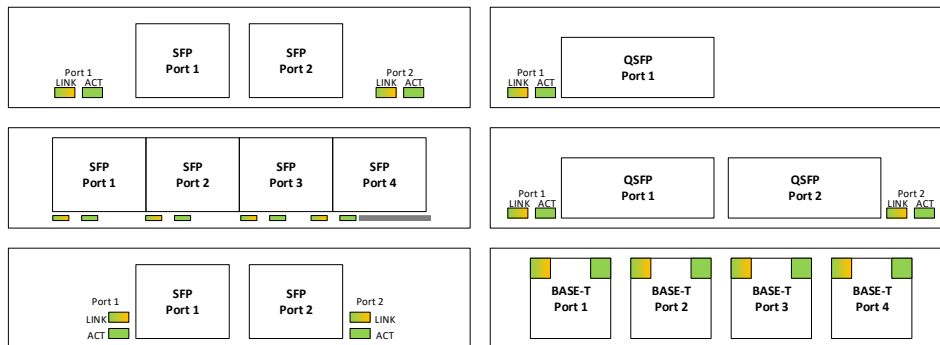 SFP
Port 1
SFP
Port 2
Port 1
LINK ACT
Port 2
LINK ACT
QSFP
Port 1
Port 1
LINK ACT
SFP
Port 1
SFP
Port 2
SFP
Port 3
SFP
Port 4
QSFP
Port 1
QSFP
Port 2
Port 1
LINK ACT
Port 2
LINK ACT
SFP
Port 1
SFP
Port 2
Port 1
LINK
ACT
Port 2
LINK
ACT
BASE-T
Port 1
BASE-T
Port 2
BASE-T
Port 3
BASE-T
Port 4